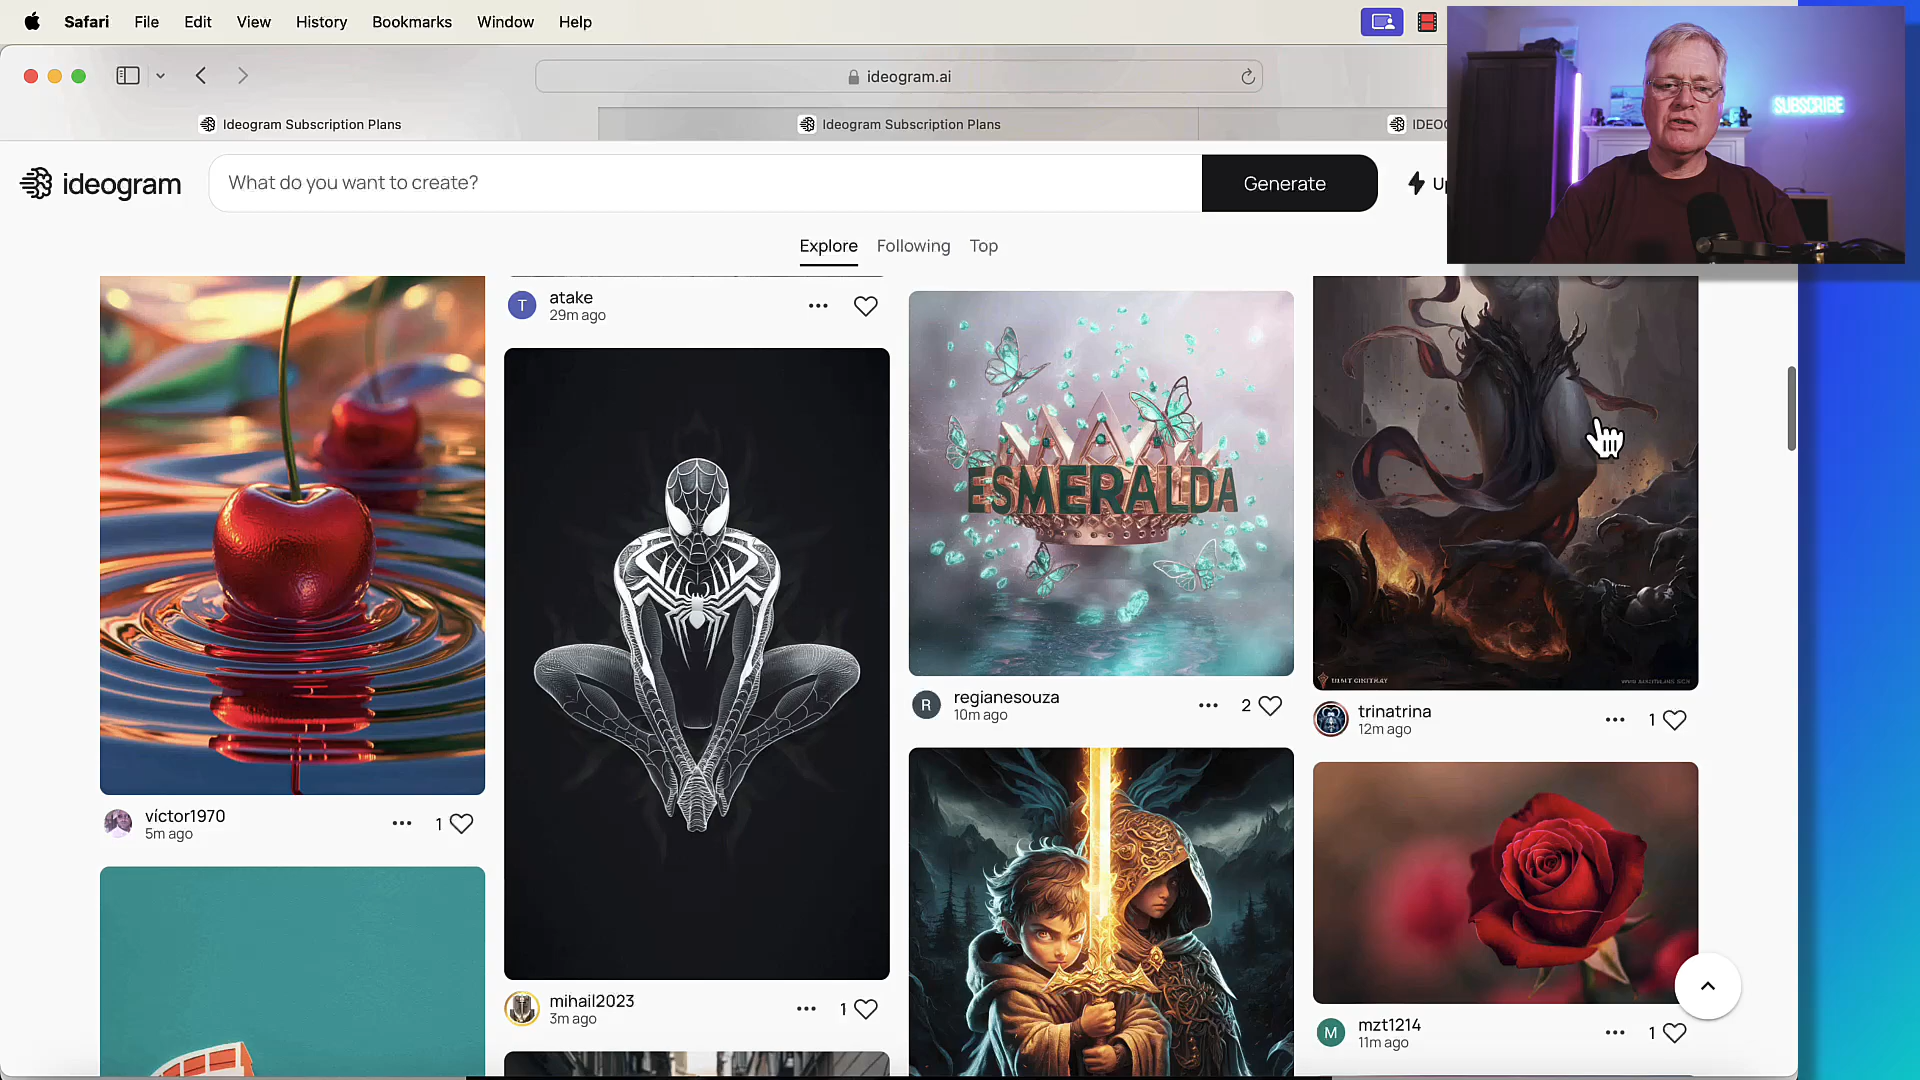 Safari File Edit View History Bookmarks Window Help
ideogram.ai
Ideogram Subscription Plans
Ideogram Subscription Plans
IDEO
SUBSCRIBE
ideogram
What do you want to create?
Generate
Explore Following Top
T
atake
29m ago
ESMERALDA
R
regianesouza
10m ago
2
trinatrina
12m ago
1
víctor1970
5m ago
1
mihail2023
3m ago
1
M
mzt1214
11m ago
1